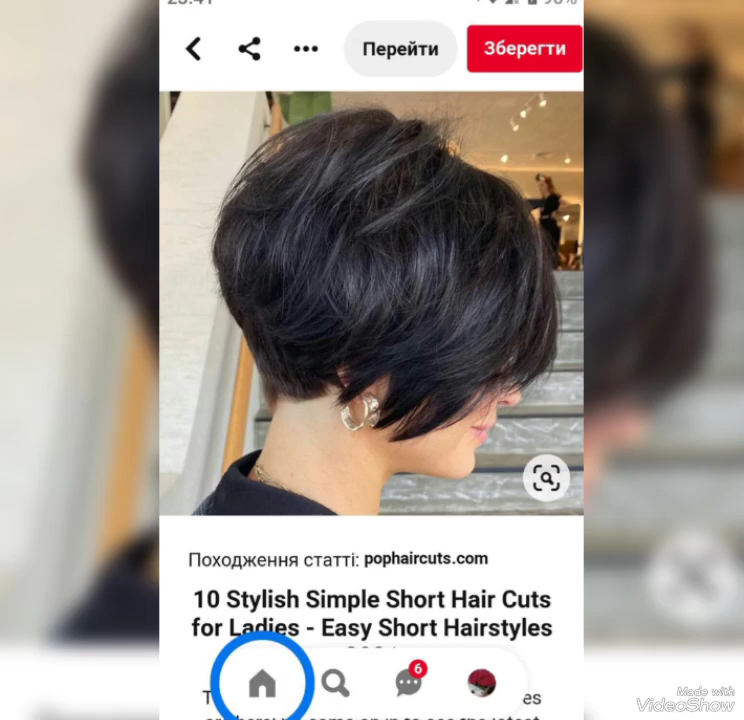 Перейти
Зберегти
Походження статті: pophaircuts.com
10 Stylish Simple Short Hair Cuts
for Ladies - Easy Short Hairstyles
6
Made with
VideoShow